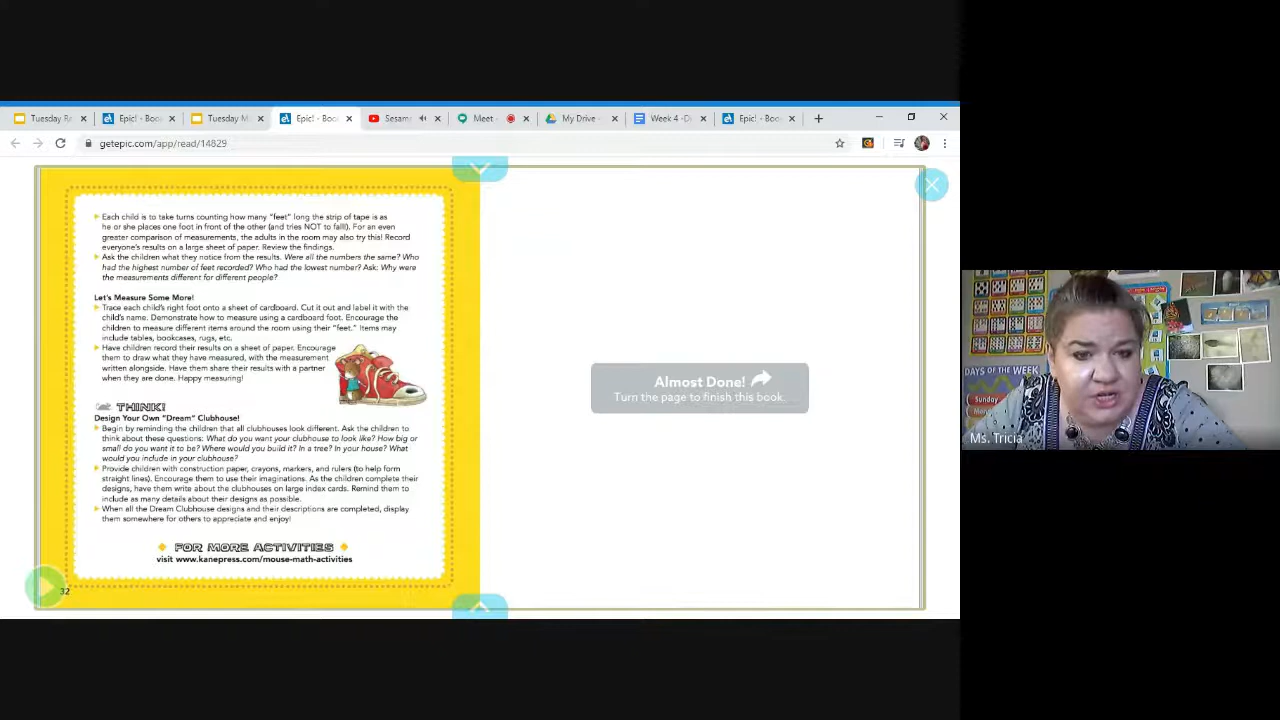 Tuesday R
Epic! - Boo
Tuesday M
Epic! - Boo
Sesam
Meet -
My Drive -
Week 4 -Di
Epic! - Boo
getepic.com/app/read/14829
Each child is to take turns counting how many "feet" long the strip of tape is as
he or she places one foot in front of the other (and tries NOT to fall!). For an even
greater comparison of measurements, the adults in the room may also try this! Record
everyone's results on a large sheet of paper. Review the findings.
Ask the children what they notice from the results. Were all the numbers the same? Who
had the highest number of feet recorded? Who had the lowest number? Ask: Why were
the measurements different for different people?
Let's Measure Some More!
Trace each child's right foot onto a sheet of cardboard. Cut it out and label it with the
child's name. Demonstrate how to measure using a cardboard foot. Encourage the
children to measure different items around the room using their "feet." Items may
include tables, bookcases, rugs, etc.
Have children record their results on a sheet of paper. Encourage
them to draw what they have measured, with the measurement
written alongside. Have them share their results with a partner
when they are done. Happy measuring!
THINK!
Design Your Own "Dream" Clubhouse!
Begin by reminding the children that all clubhouses look different. Ask the children to
think about these questions: What do you want your clubhouse to look like? How big or
small do you want it to be? Where would you build it? In a tree? In your house? What
would you include in your clubhouse?
Provide children with construction paper, crayons, markers, and rulers (to help form
straight lines). Encourage them to use their imaginations. As the children complete their
designs, have them write about the clubhouses on large index cards. Remind them to
include as many details about their designs as possible.
When all the Dream Clubhouse designs and their descriptions are completed, display
them somewhere for others to appreciate and enjoy!
FOR MORE ACTIVITIES
visit www.kanepress.com/mouse-math-activities
32
Almost Done!
Turn the page to finish this book.
DAYS OF THE WEEK
Sunday
Ms. Tricia